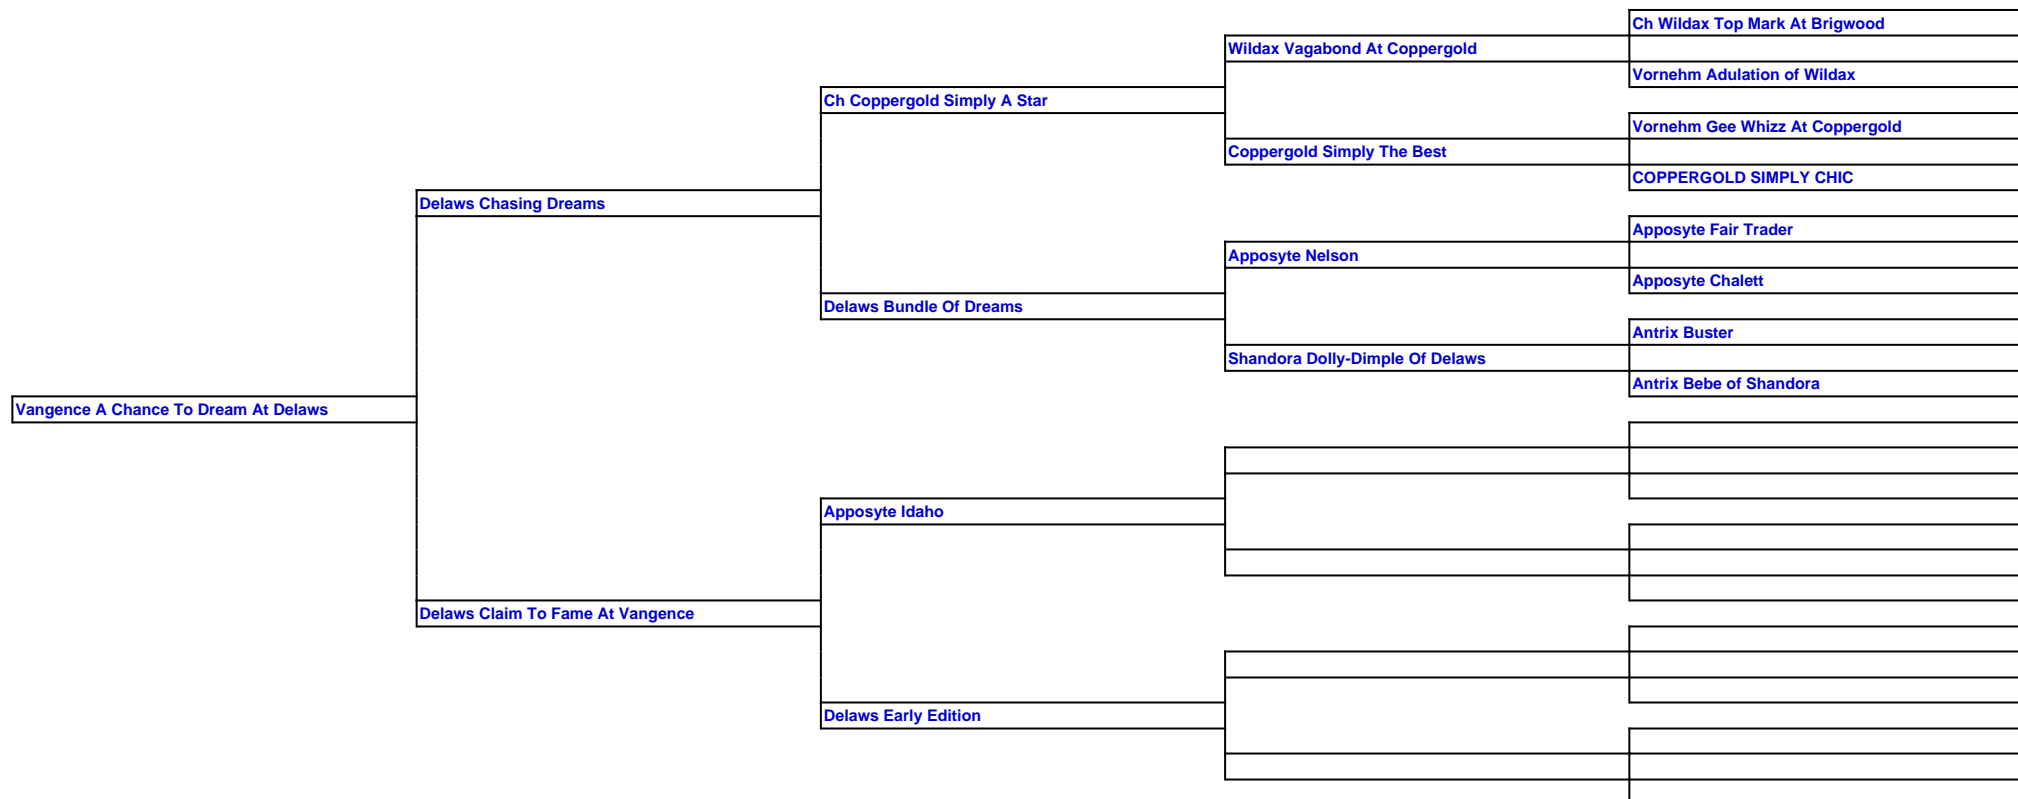 Ch Wildax Top Mark At Brigwood
Wildax Vagabond At Coppergold
Vornehm Adulation of Wildax
Ch Coppergold Simply A Star
Vornehm Gee Whizz At Coppergold
Coppergold Simply The Best
COPPERGOLD SIMPLY CHIC
Delaws Chasing Dreams
Apposyte Fair Trader
Apposyte Nelson
Apposyte Chalett
Delaws Bundle Of Dreams
Antrix Buster
Shandora Dolly-Dimple Of Delaws
Antrix Bebe of Shandora
Vangence A Chance To Dream At Delaws
Apposyte Idaho
Delaws Claim To Fame At Vangence
Delaws Early Edition